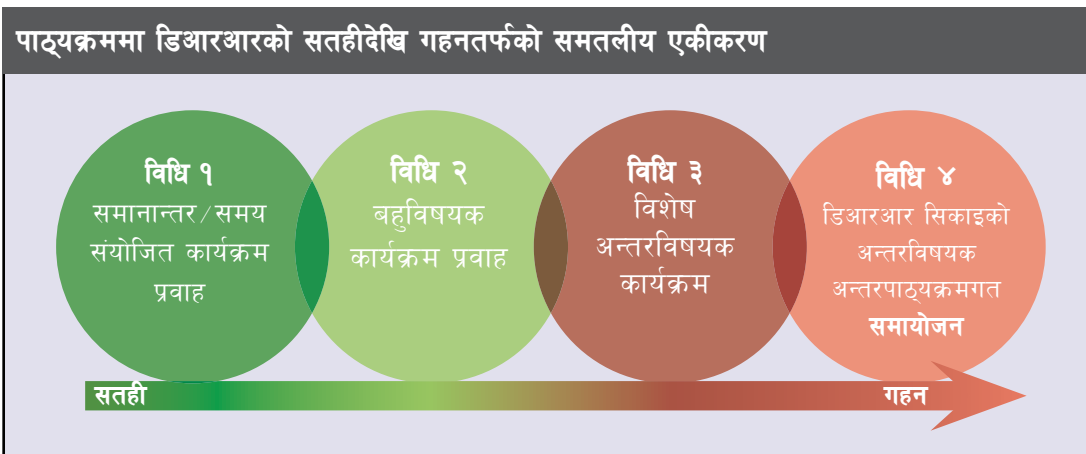 पाठ्यक्रममा डिआरआरको सतहीदेखि गहनतर्फको समतलीय एकीकरण
विधि १
समानान्तर/समय
संयोजित कार्यक्रम
प्रवाह
विधि २
बहुविषयक
कार्यक्रम प्रवाह
विधि ३
विशेष
अन्तरविषयक
कार्यक्रम
विधि ४
डिआरआर सिकाइको
अन्तरविषयक
अन्तरपाठ्यक्रमगत
समायोजन
सतही
गहन